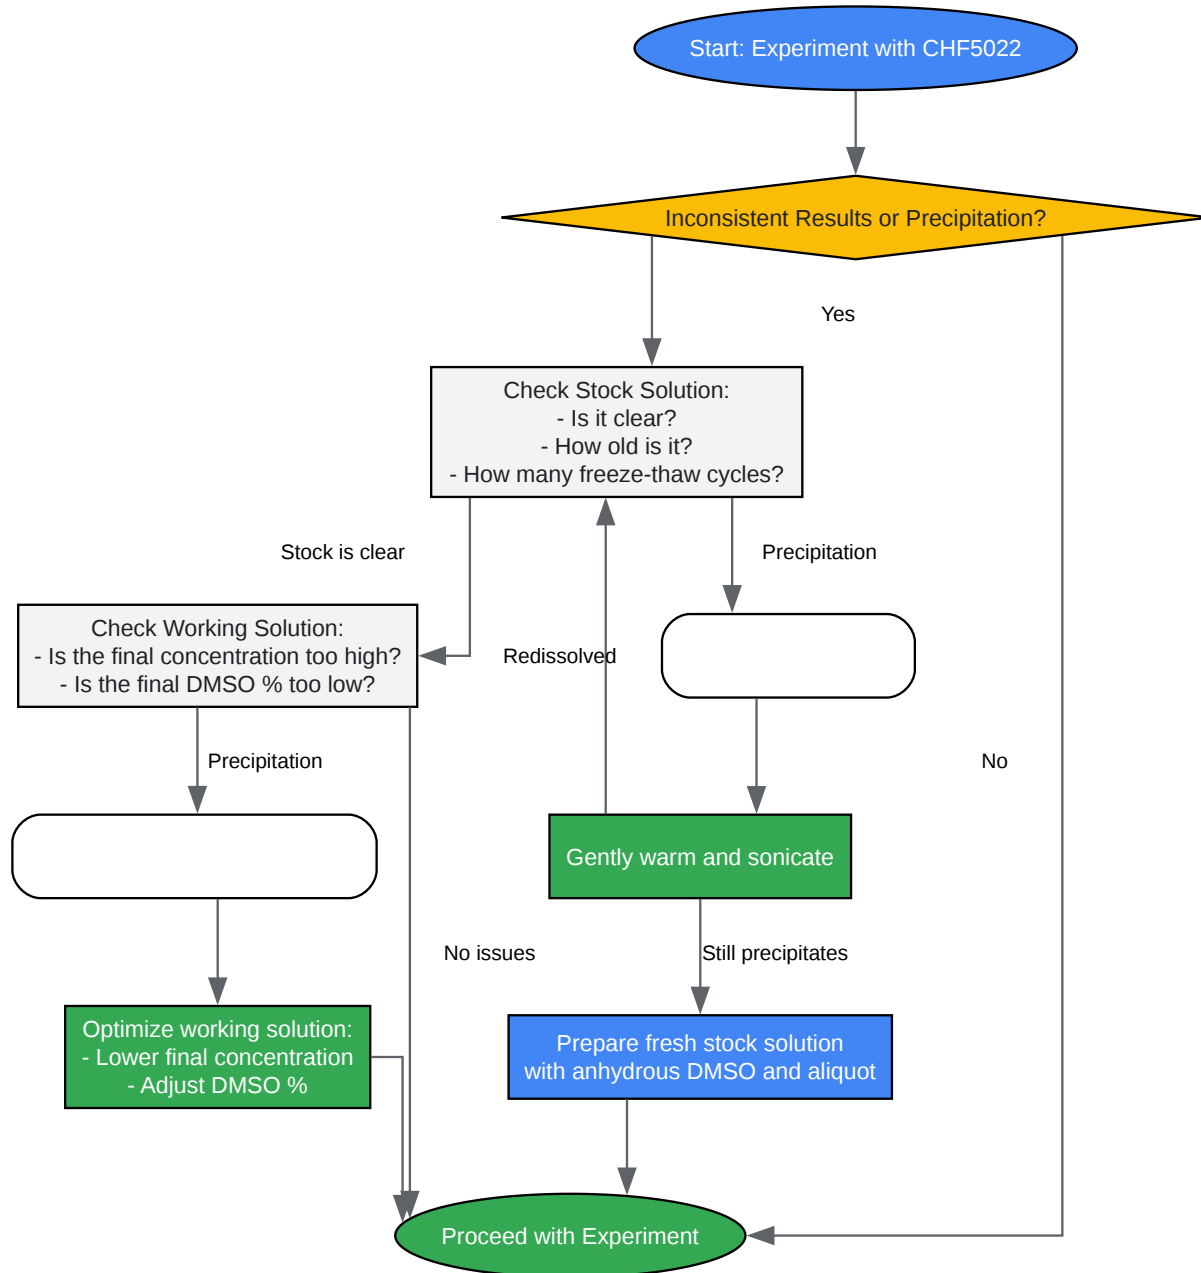 Start: Experiment with CHF5022
Inconsistent Results or Precipitation?
Yes
Check Stock Solution:
- Is it clear?
- How old is it?
- How many freeze-thaw cycles?
Stock is clear
Precipitation
Check Working Solution:
- Is the final concentration too high?
- Is the final DMSO % too low?
Redissolved
Precipitation
No
Gently warm and sonicate
No issues
Still precipitates
Optimize working solution:
- Lower final concentration
- Adjust DMSO %
Prepare fresh stock solution
with anhydrous DMSO and aliquot
Proceed with Experiment